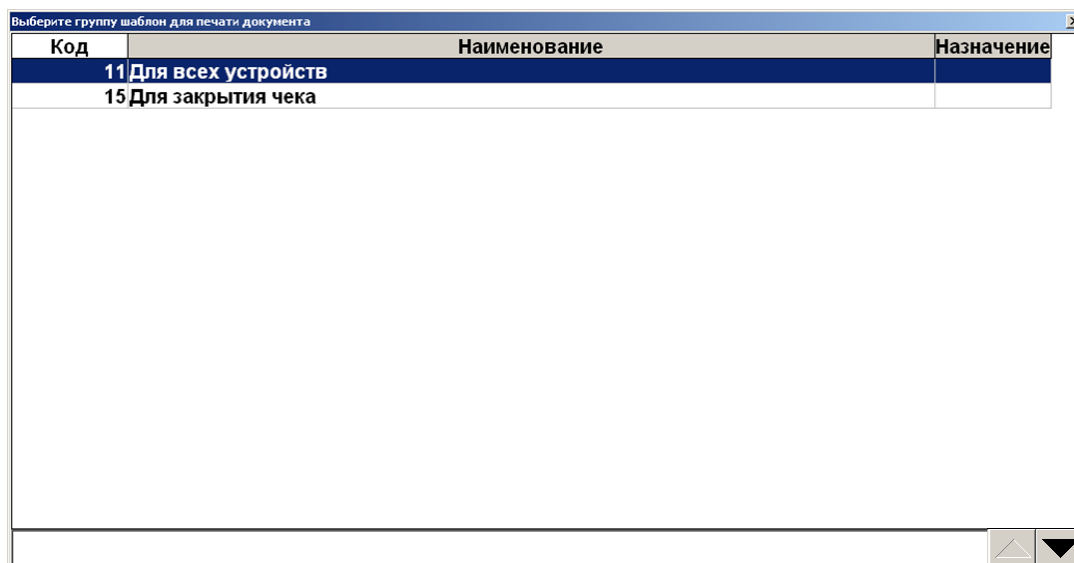 Выберите группу шаблон для печати документа
Код Наименование Назначение
11 Для всех устройств
15 Для закрытия чека